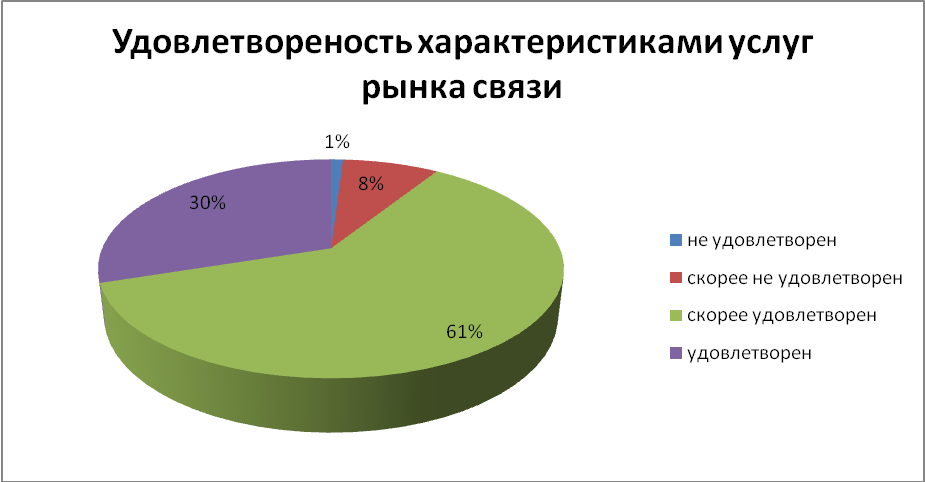 Удовлетвореность характеристиками услуг
рынка связи
1%
8%
30%
61%
не удовлетворен
скорее не удовлетворен
скорее удовлетворен
удовлетворен